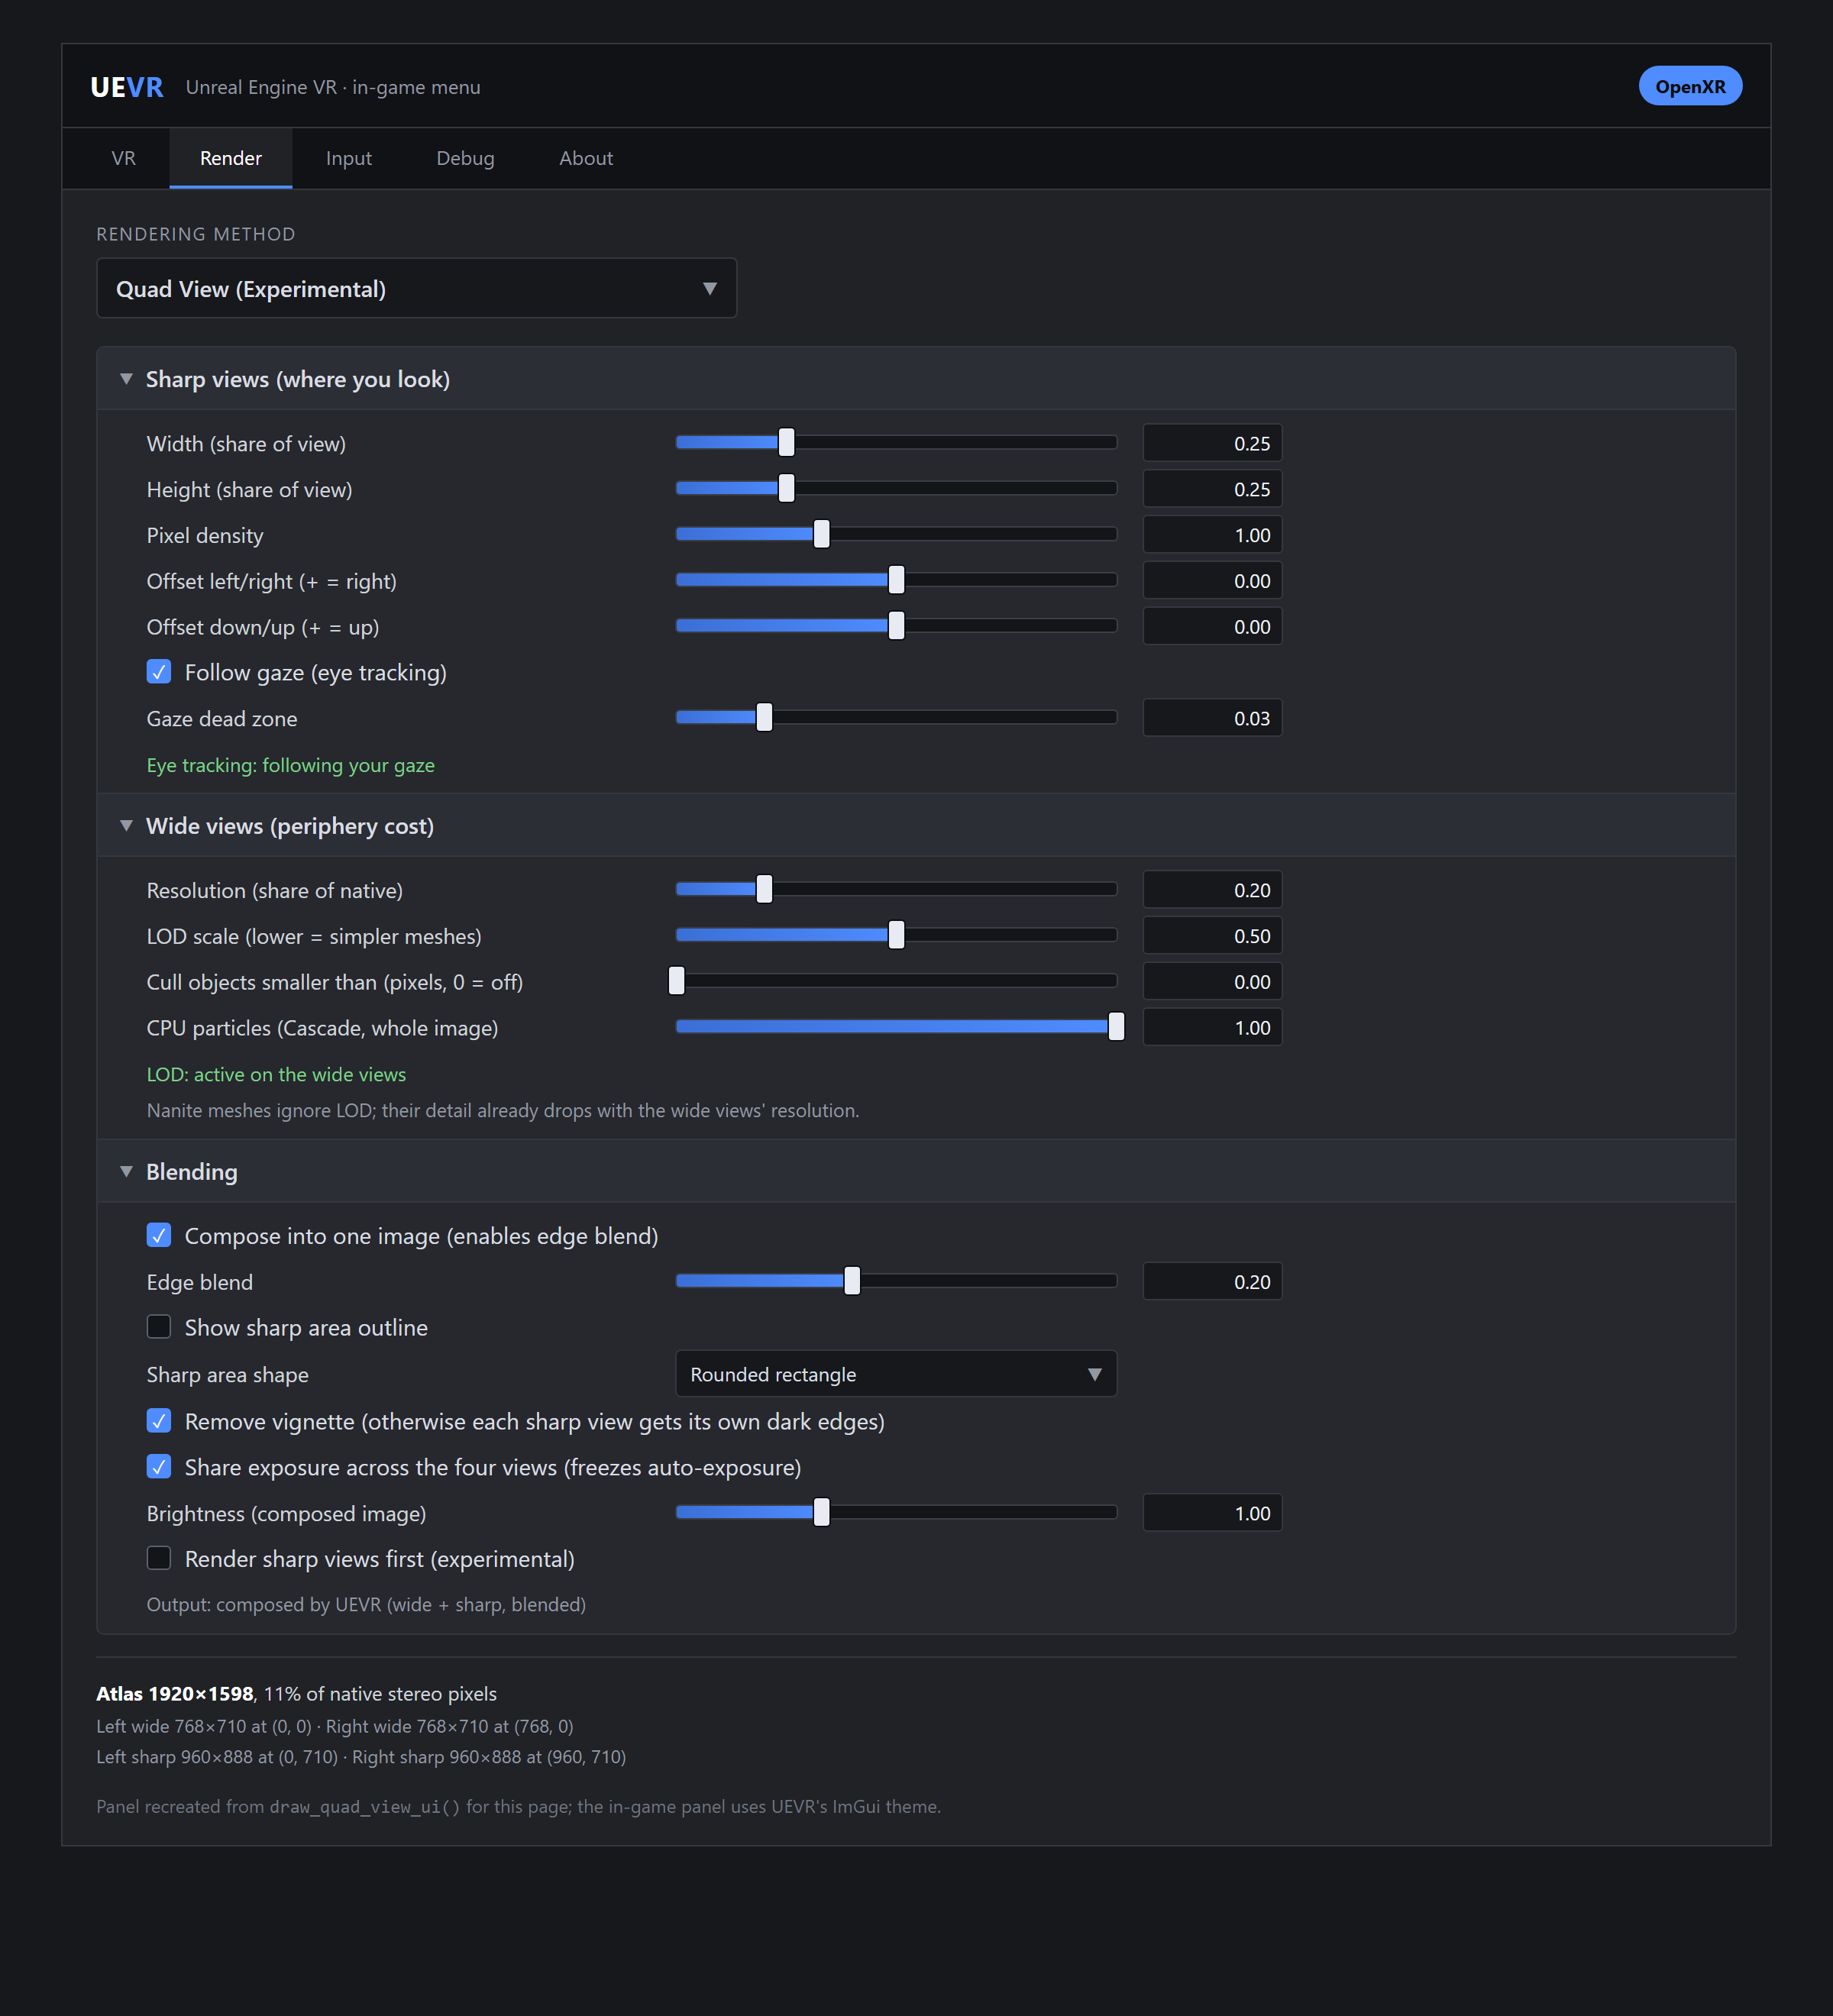 UEVR Unreal Engine VR · in-game menu OpenXR
VR Render Input Debug About
RENDERING METHOD
Quad View (Experimental) ▼
▼ Sharp views (where you look)
Width (share of view) 0.25
Height (share of view) 0.25
Pixel density 1.00
Offset left/right (+ = right) 0.00
Offset down/up (+ = up) 0.00
✓ Follow gaze (eye tracking)
Gaze dead zone 0.03
Eye tracking: following your gaze
▼ Wide views (periphery cost)
Resolution (share of native) 0.20
LOD scale (lower = simpler meshes) 0.50
Cull objects smaller than (pixels, 0 = off) 0.00
CPU particles (Cascade, whole image) 1.00
LOD: active on the wide views
Nanite meshes ignore LOD; their detail already drops with the wide views' resolution.
▼ Blending
✓ Compose into one image (enables edge blend)
Edge blend 0.20
Show sharp area outline
Sharp area shape Rounded rectangle ▼
✓ Remove vignette (otherwise each sharp view gets its own dark edges)
✓ Share exposure across the four views (freezes auto-exposure)
Brightness (composed image) 1.00
Render sharp views first (experimental)
Output: composed by UEVR (wide + sharp, blended)
Atlas 1920×1598, 11% of native stereo pixels
Left wide 768×710 at (0, 0) · Right wide 768×710 at (768, 0)
Left sharp 960×888 at (0, 710) · Right sharp 960×888 at (960, 710)
Panel recreated from draw_quad_view_ui() for this page; the in-game panel uses UEVR's ImGui theme.